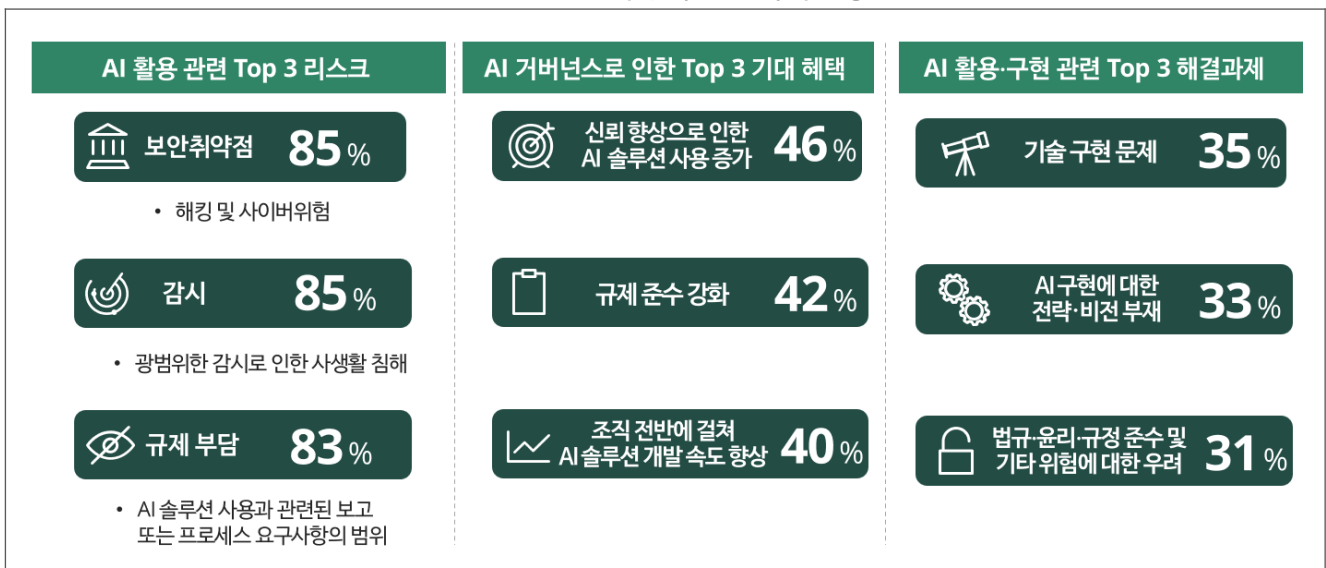 AI 활용 관련 Top 3 리스크
보안취약점 85%
• 해킹 및 사이버위험
감시 85%
• 광범위한 감시로 인한 사생활 침해
규제 부담 83%
• AI 솔루션 사용과 관련된 보고
또는 프로세스 요구사항의 범위
AI 거버넌스로 인한 Top 3 기대 혜택
신뢰 향상으로 인한
AI 솔루션 사용 증가 46%
규제 준수 강화 42%
조직 전반에 걸쳐
AI 솔루션 개발 속도 향상 40%
AI 활용·구현 관련 Top 3 해결과제
기술 구현 문제 35%
AI 구현에 대한
전략·비전 부재 33%
법규·윤리·규정 준수 및
기타 위험에 대한 우려 31%